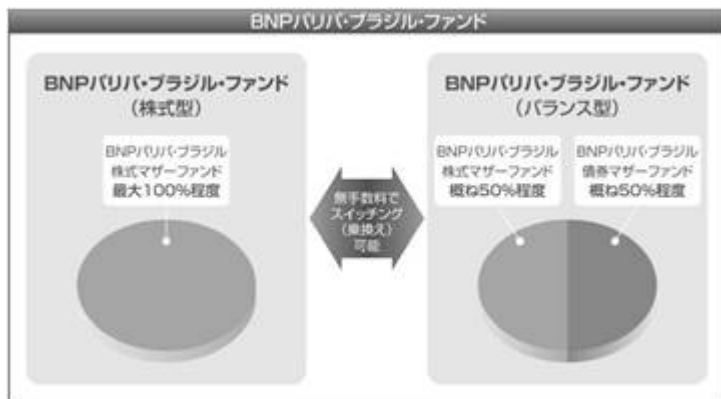 BNPパリバ・ブラジル・ファンド
BNPパリバ・ブラジル・ファンド
（株式型）
BNPパリバ・ブラジル
株式マザーファンド
最大100%程度
無手数料で
スイッチング
（乗換え）
可能
BNPパリバ・ブラジル・ファンド
（バランス型）
BNPパリバ・ブラジル
株式マザーファンド
概ね50%程度
BNPパリバ・ブラジル
債券マザーファンド
概ね50%程度